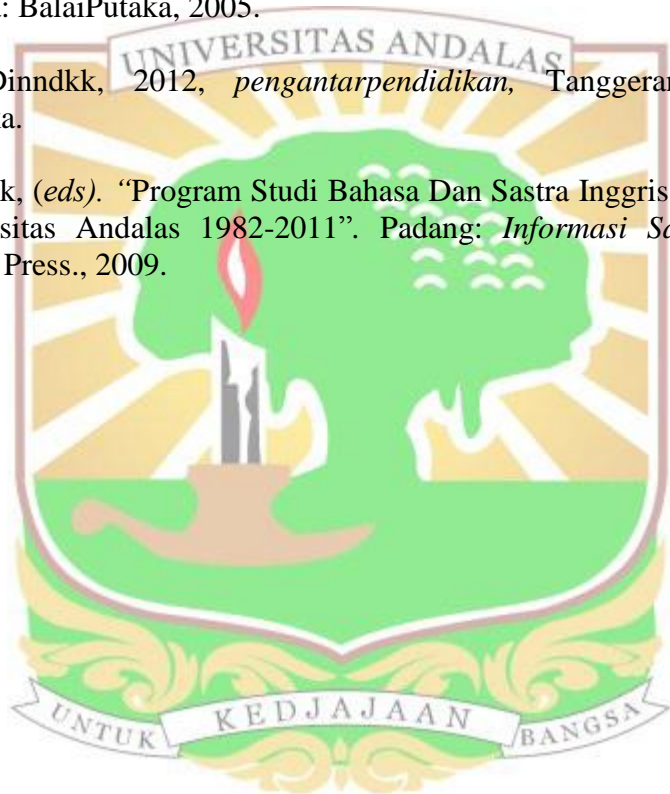 : BalaiPutaka, 2005.
UNIVERSITAS ANDALAS
Dinndkk, 2012, pengantarpendidikan, Tanggeran
a.
k, (eds). “Program Studi Bahasa Dan Sastra Inggris
sitas Andalas 1982-2011”. Padang: Informasi Sa
Press., 2009.
UNTUK KEDJAJAAN BANGSA